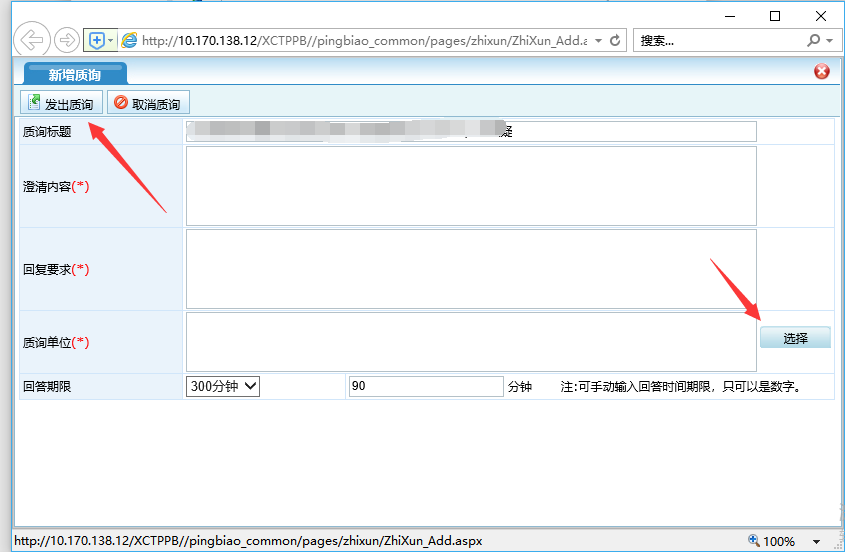 http://10.170.138.12/XCTPPB//pingbiao_common/pages/zhixun/ZhiXun_Add.a
搜索...
新增质询
发出质询 取消质询
质询标题 疑
澄清内容(*)
回复要求(*)
质询单位(*) 选择
回答期限 300分钟 90 分钟 注:可手动输入回答时间期限，只可以是数字。
http://10.170.138.12/XCTPPB//pingbiao_common/pages/zhixun/ZhiXun_Add.aspx
100%